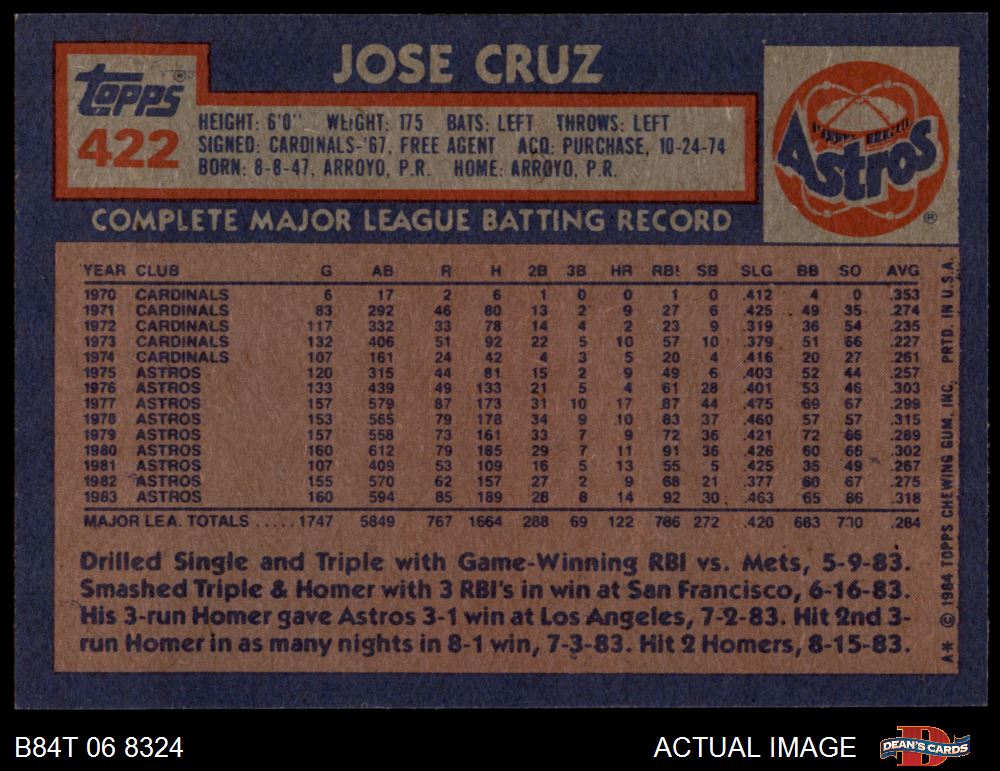 JOSE CRUZ
Topps ®
422
HEIGHT: 6'0" WEIGHT: 175 BATS: LEFT THROWS: LEFT
SIGNED: CARDINALS-'67, FREE AGENT ACQ: PURCHASE, 10-24-74
BORN: 8-8-47, ARROYO, P.R. HOME: ARROYO, P.R.
Astros ®
COMPLETE MAJOR LEAGUE BATTING RECORD
YEAR CLUB G AB R H 2B 3B HR RBI SB SLG BB SO AVG
1970 CARDINALS 6 17 2 6 1 0 0 1 0 .412 4 0 .353
1971 CARDINALS 83 292 46 80 13 2 9 27 6 .425 49 35 .274
1972 CARDINALS 117 332 33 78 14 4 2 23 9 .319 36 54 .235
1973 CARDINALS 132 406 51 92 22 5 10 57 10 .379 51 66 .227
1974 CARDINALS 107 161 24 42 4 3 5 20 4 .416 20 27 .261
1975 ASTROS 120 315 44 81 15 2 9 49 6 .403 52 44 .257
1976 ASTROS 133 439 49 133 21 5 4 61 28 .401 53 46 .303
1977 ASTROS 157 579 87 173 31 10 17 87 44 .475 69 67 .299
1978 ASTROS 153 565 79 178 34 9 10 83 37 .460 57 57 .315
1979 ASTROS 157 558 73 161 33 7 9 72 36 .421 72 66 .289
1980 ASTROS 160 612 79 185 29 7 11 91 36 .426 60 66 .302
1981 ASTROS 107 409 53 109 16 5 13 55 5 .425 35 49 .267
1982 ASTROS 155 570 62 157 27 2 9 68 21 .377 60 67 .275
1983 ASTROS 160 594 85 189 28 8 14 92 30 .463 65 86 .318
MAJOR LEA. TOTALS ..... 1747 5849 767 1664 288 69 122 786 272 .420 683 730 .284
Drilled Single and Triple with Game-Winning RBI vs. Mets, 5-9-83.
Smashed Triple & Homer with 3 RBI's in win at San Francisco, 6-16-83.
His 3-run Homer gave Astros 3-1 win at Los Angeles, 7-2-83. Hit 2nd 3-
run Homer in as many nights in 8-1 win, 7-3-83. Hit 2 Homers, 8-15-83.
A* © 1984 TOPPS CHEWING GUM, INC. PRTD. IN U.S.A.
B84T 06 8324
ACTUAL IMAGE
B
DEAN'S CARDS